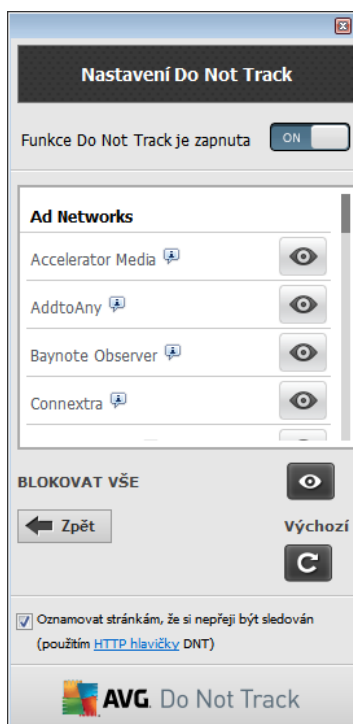 Nastavení Do Not Track
Funkce Do Not Track je zapnuta
ON
Ad Networks
Accelerator Media
AddtoAny
Baynote Observer
Connextra
BLOKOVAT VŠE
Zpět
Výchozí
Oznamovat stránkám, že si nepřeji být sledován
(použitím HTTP hlavičky DNT)
AVG. Do Not Track